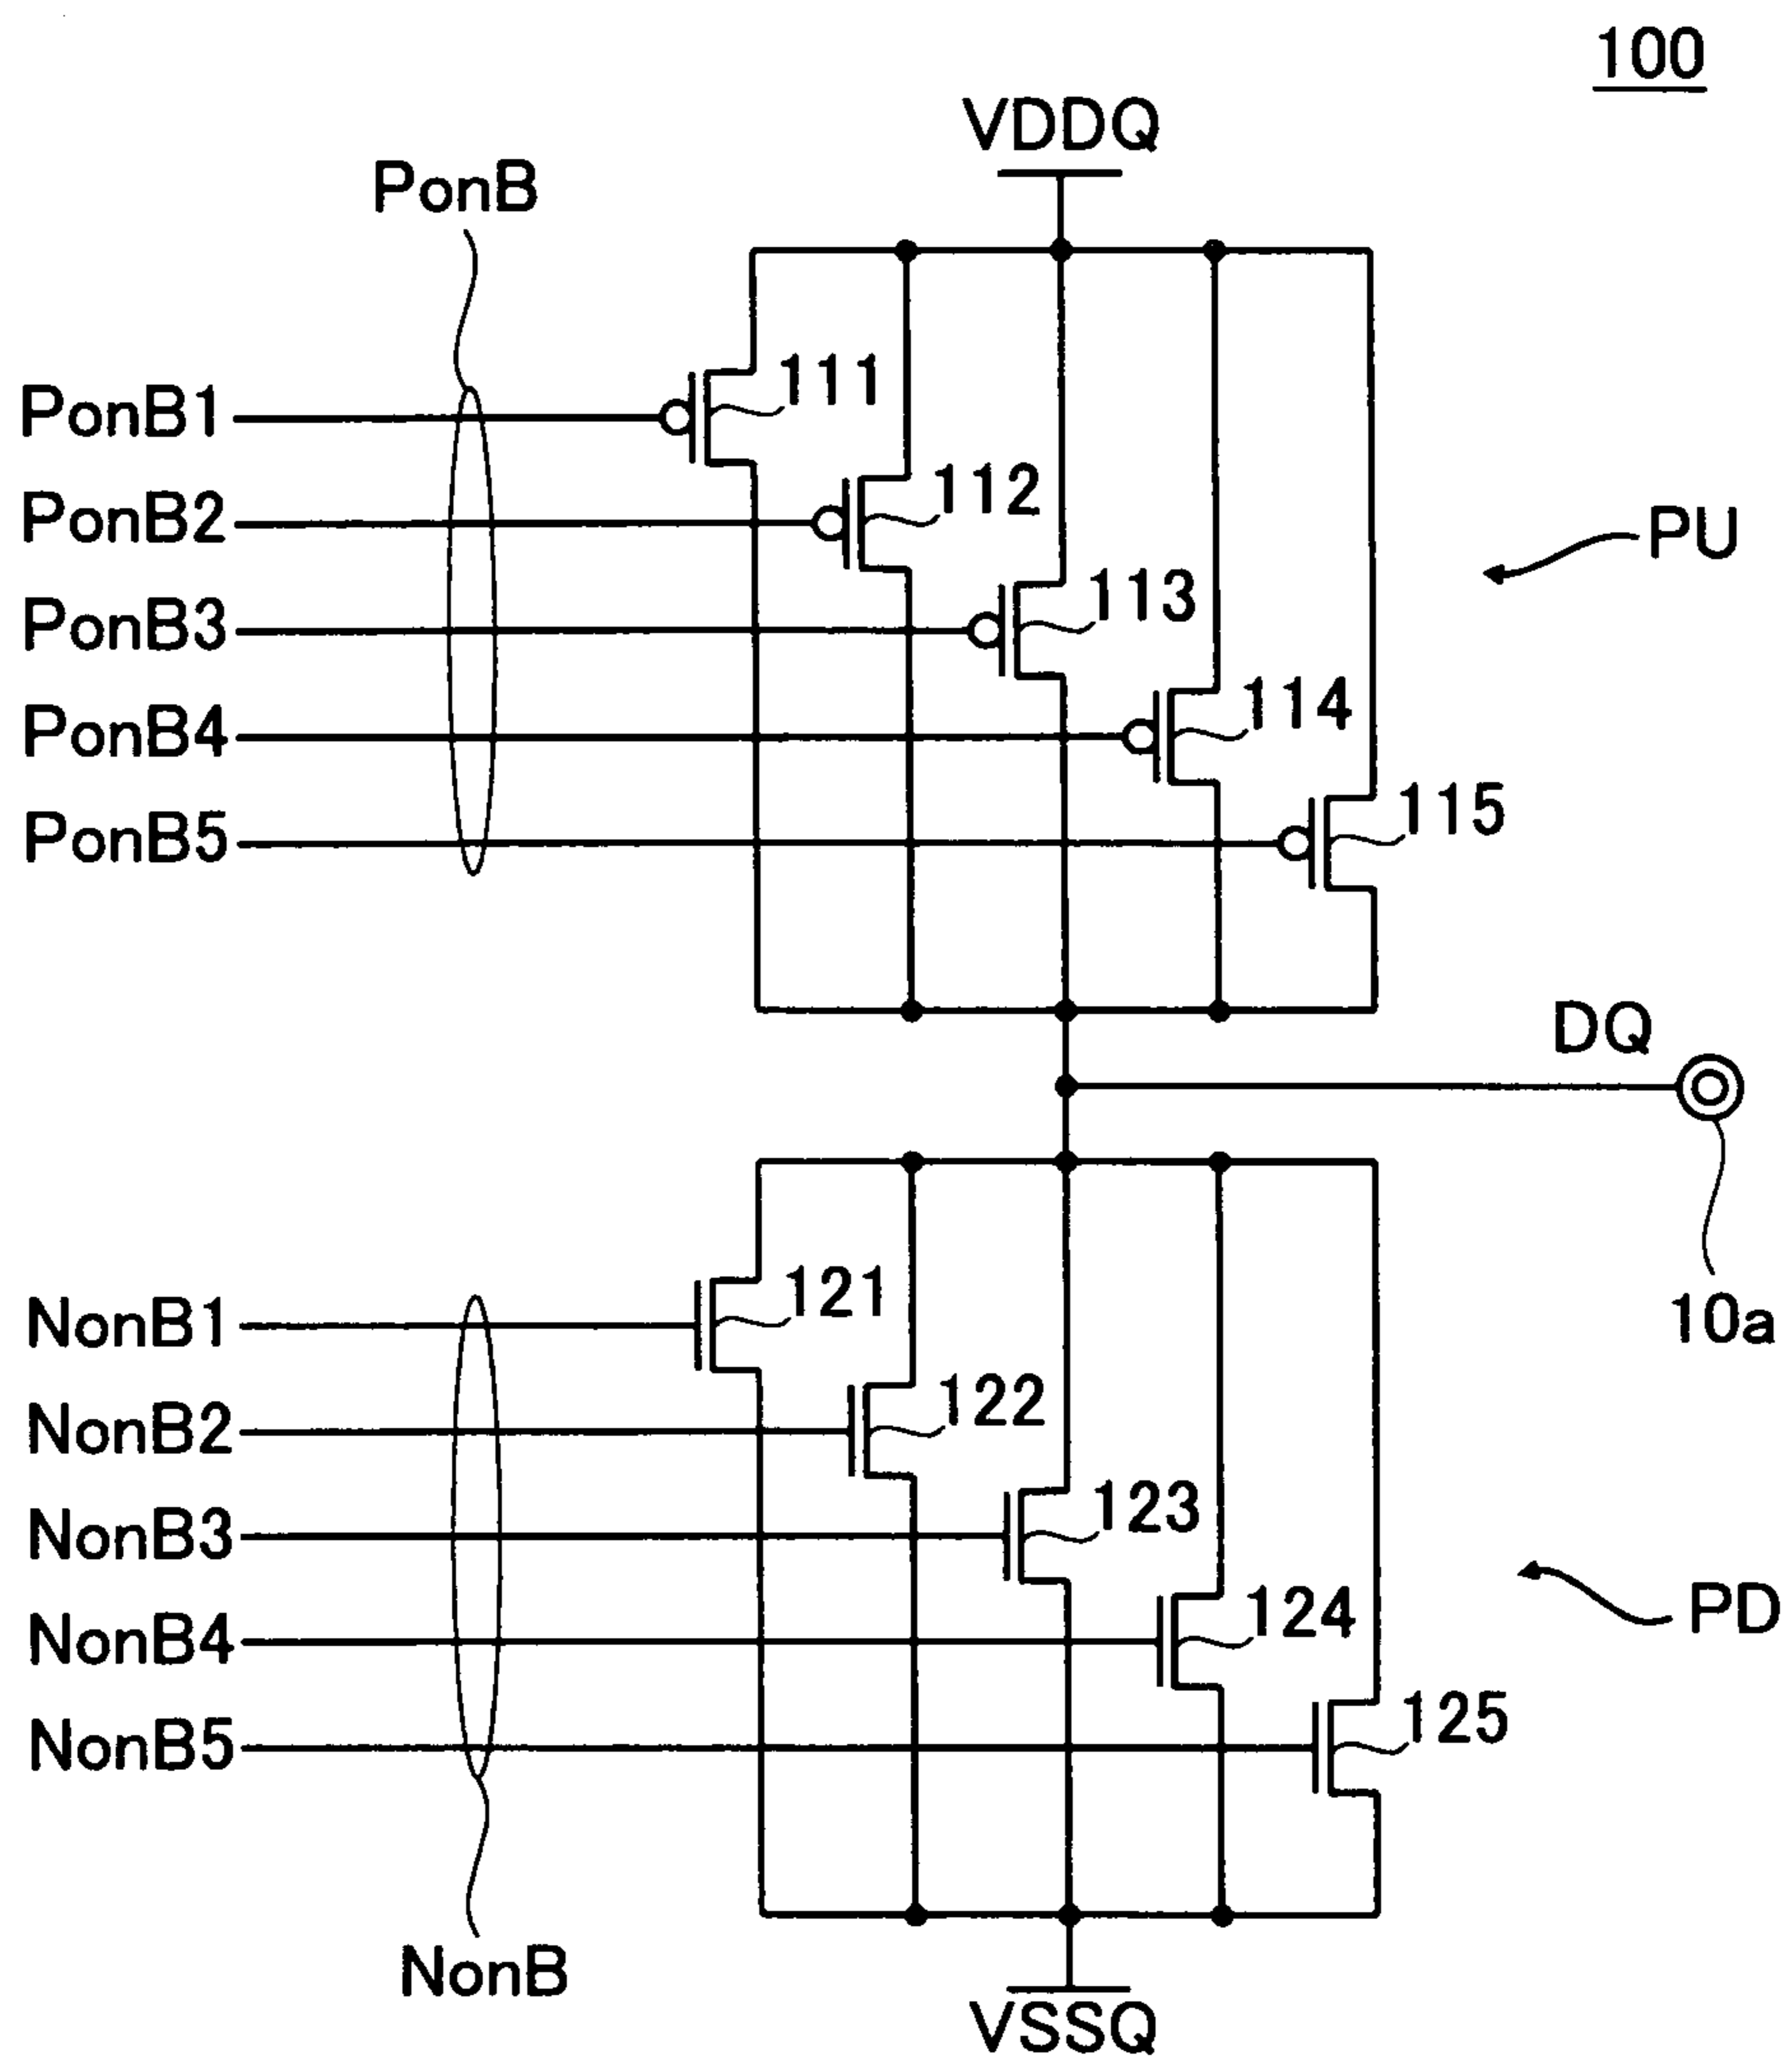 100
VDDQ
PonB
PonB1
111
PonB2
112
PU
PonB3
113
PonB4
114
PonB5
115
DQ
10a
NonB1
121
NonB2
122
NonB3
123
NonB4
124
PD
NonB5
125
NonB
VSSQ